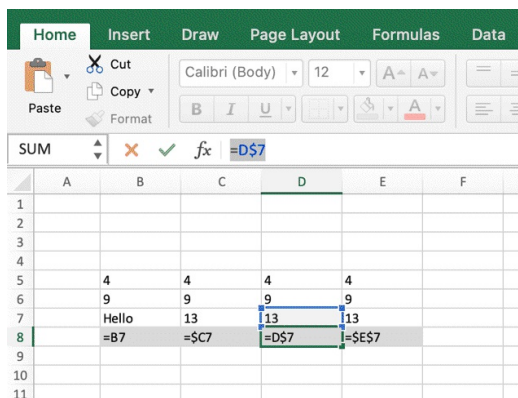 Home Insert Draw Page Layout Formulas Data
Cut
Calibri (Body) 12 A A
Copy
Paste
B I U A
Format
SUM fx =D$7
A B C D E F
1
2
3
4
5 4 4 4 4
6 9 9 9 9
7 Hello 13 13 13
8 =B7 =$C7 =D$7 =$E$7
9
10
11